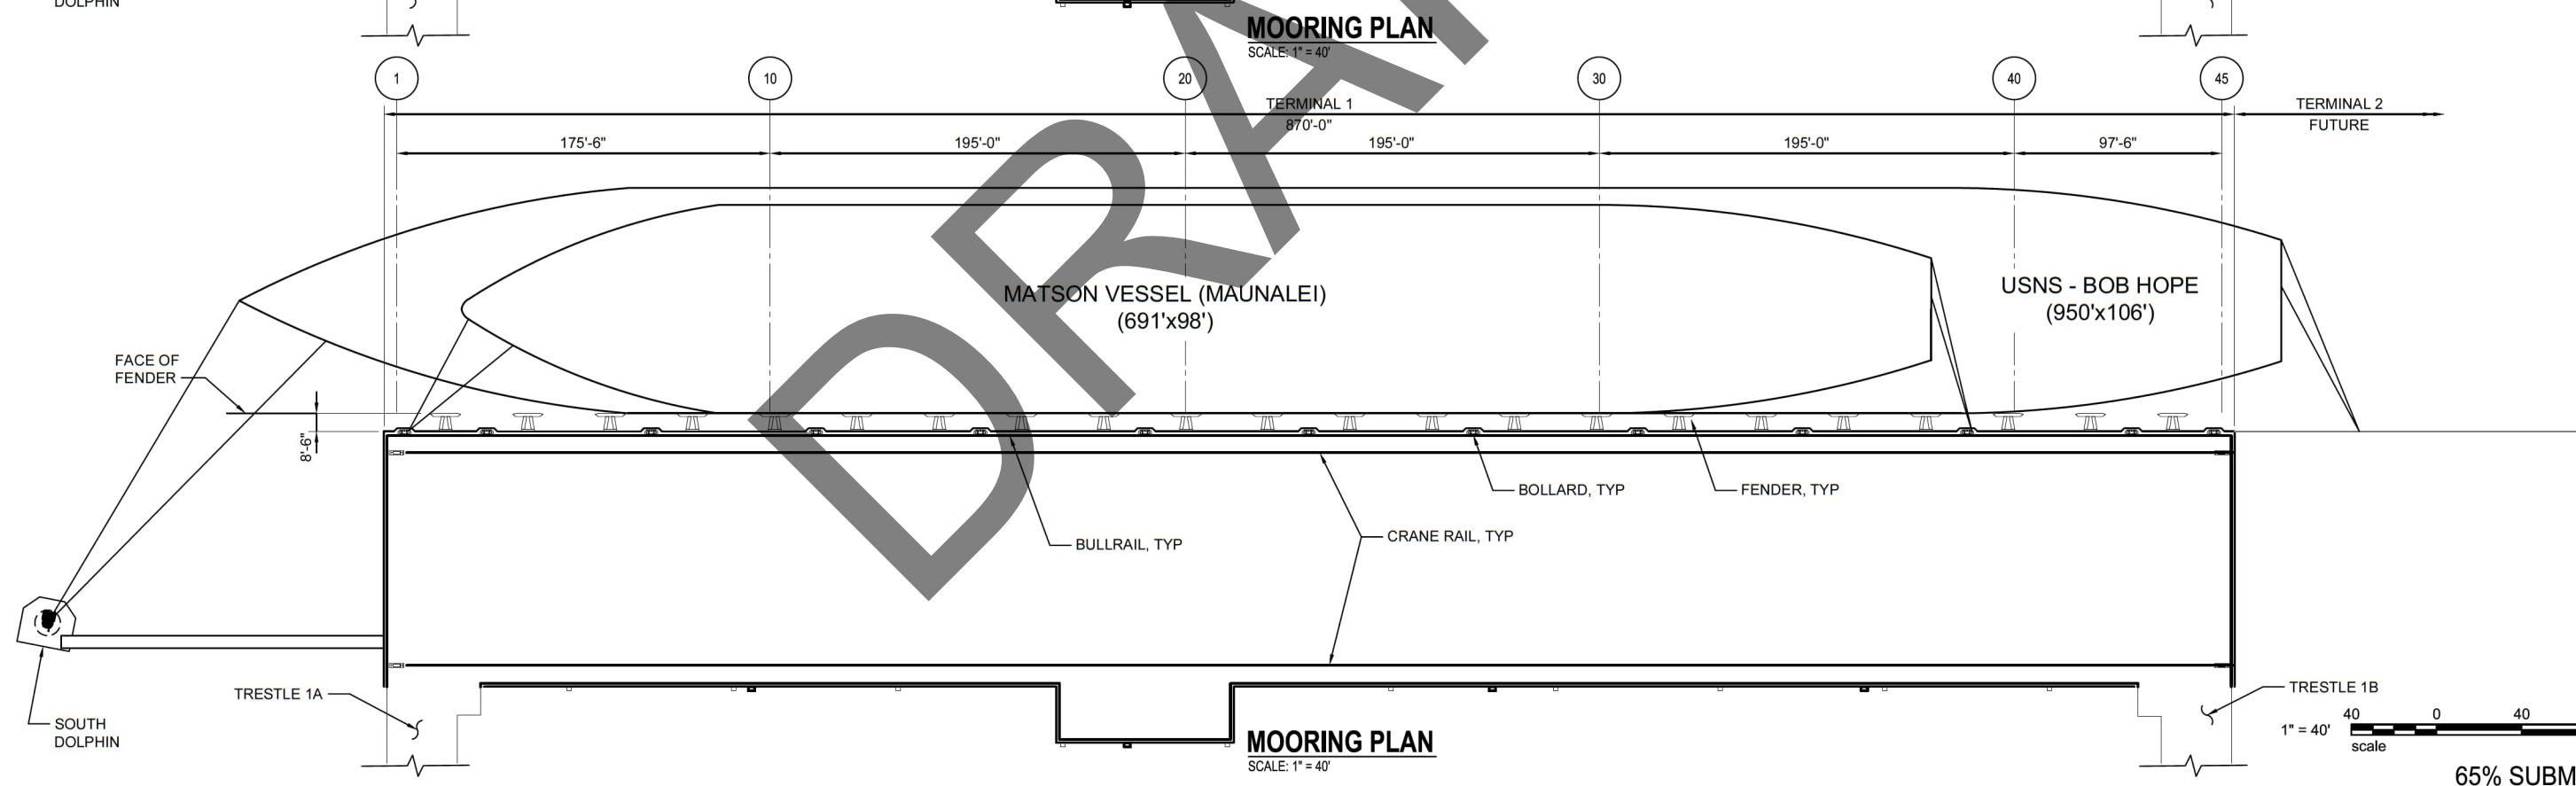 DOLPHIN
MOORING PLAN
SCALE: 1" = 40'
1
10
20
30
40
45
TERMINAL 1
870'-0"
TERMINAL 2
FUTURE
175'-6"
195'-0"
195'-0"
195'-0"
97'-6"
MATSON VESSEL (MAUNALEI)
(691'x98')
USNS - BOB HOPE
(950'x106')
FACE OF
FENDER
8'-6"
BOLLARD, TYP
FENDER, TYP
BULLRAIL, TYP
CRANE RAIL, TYP
TRESTLE 1A
TRESTLE 1B
SOUTH
DOLPHIN
MOORING PLAN
SCALE: 1" = 40'
1" = 40'
40
0
40
scale
65% SUBM
DRA